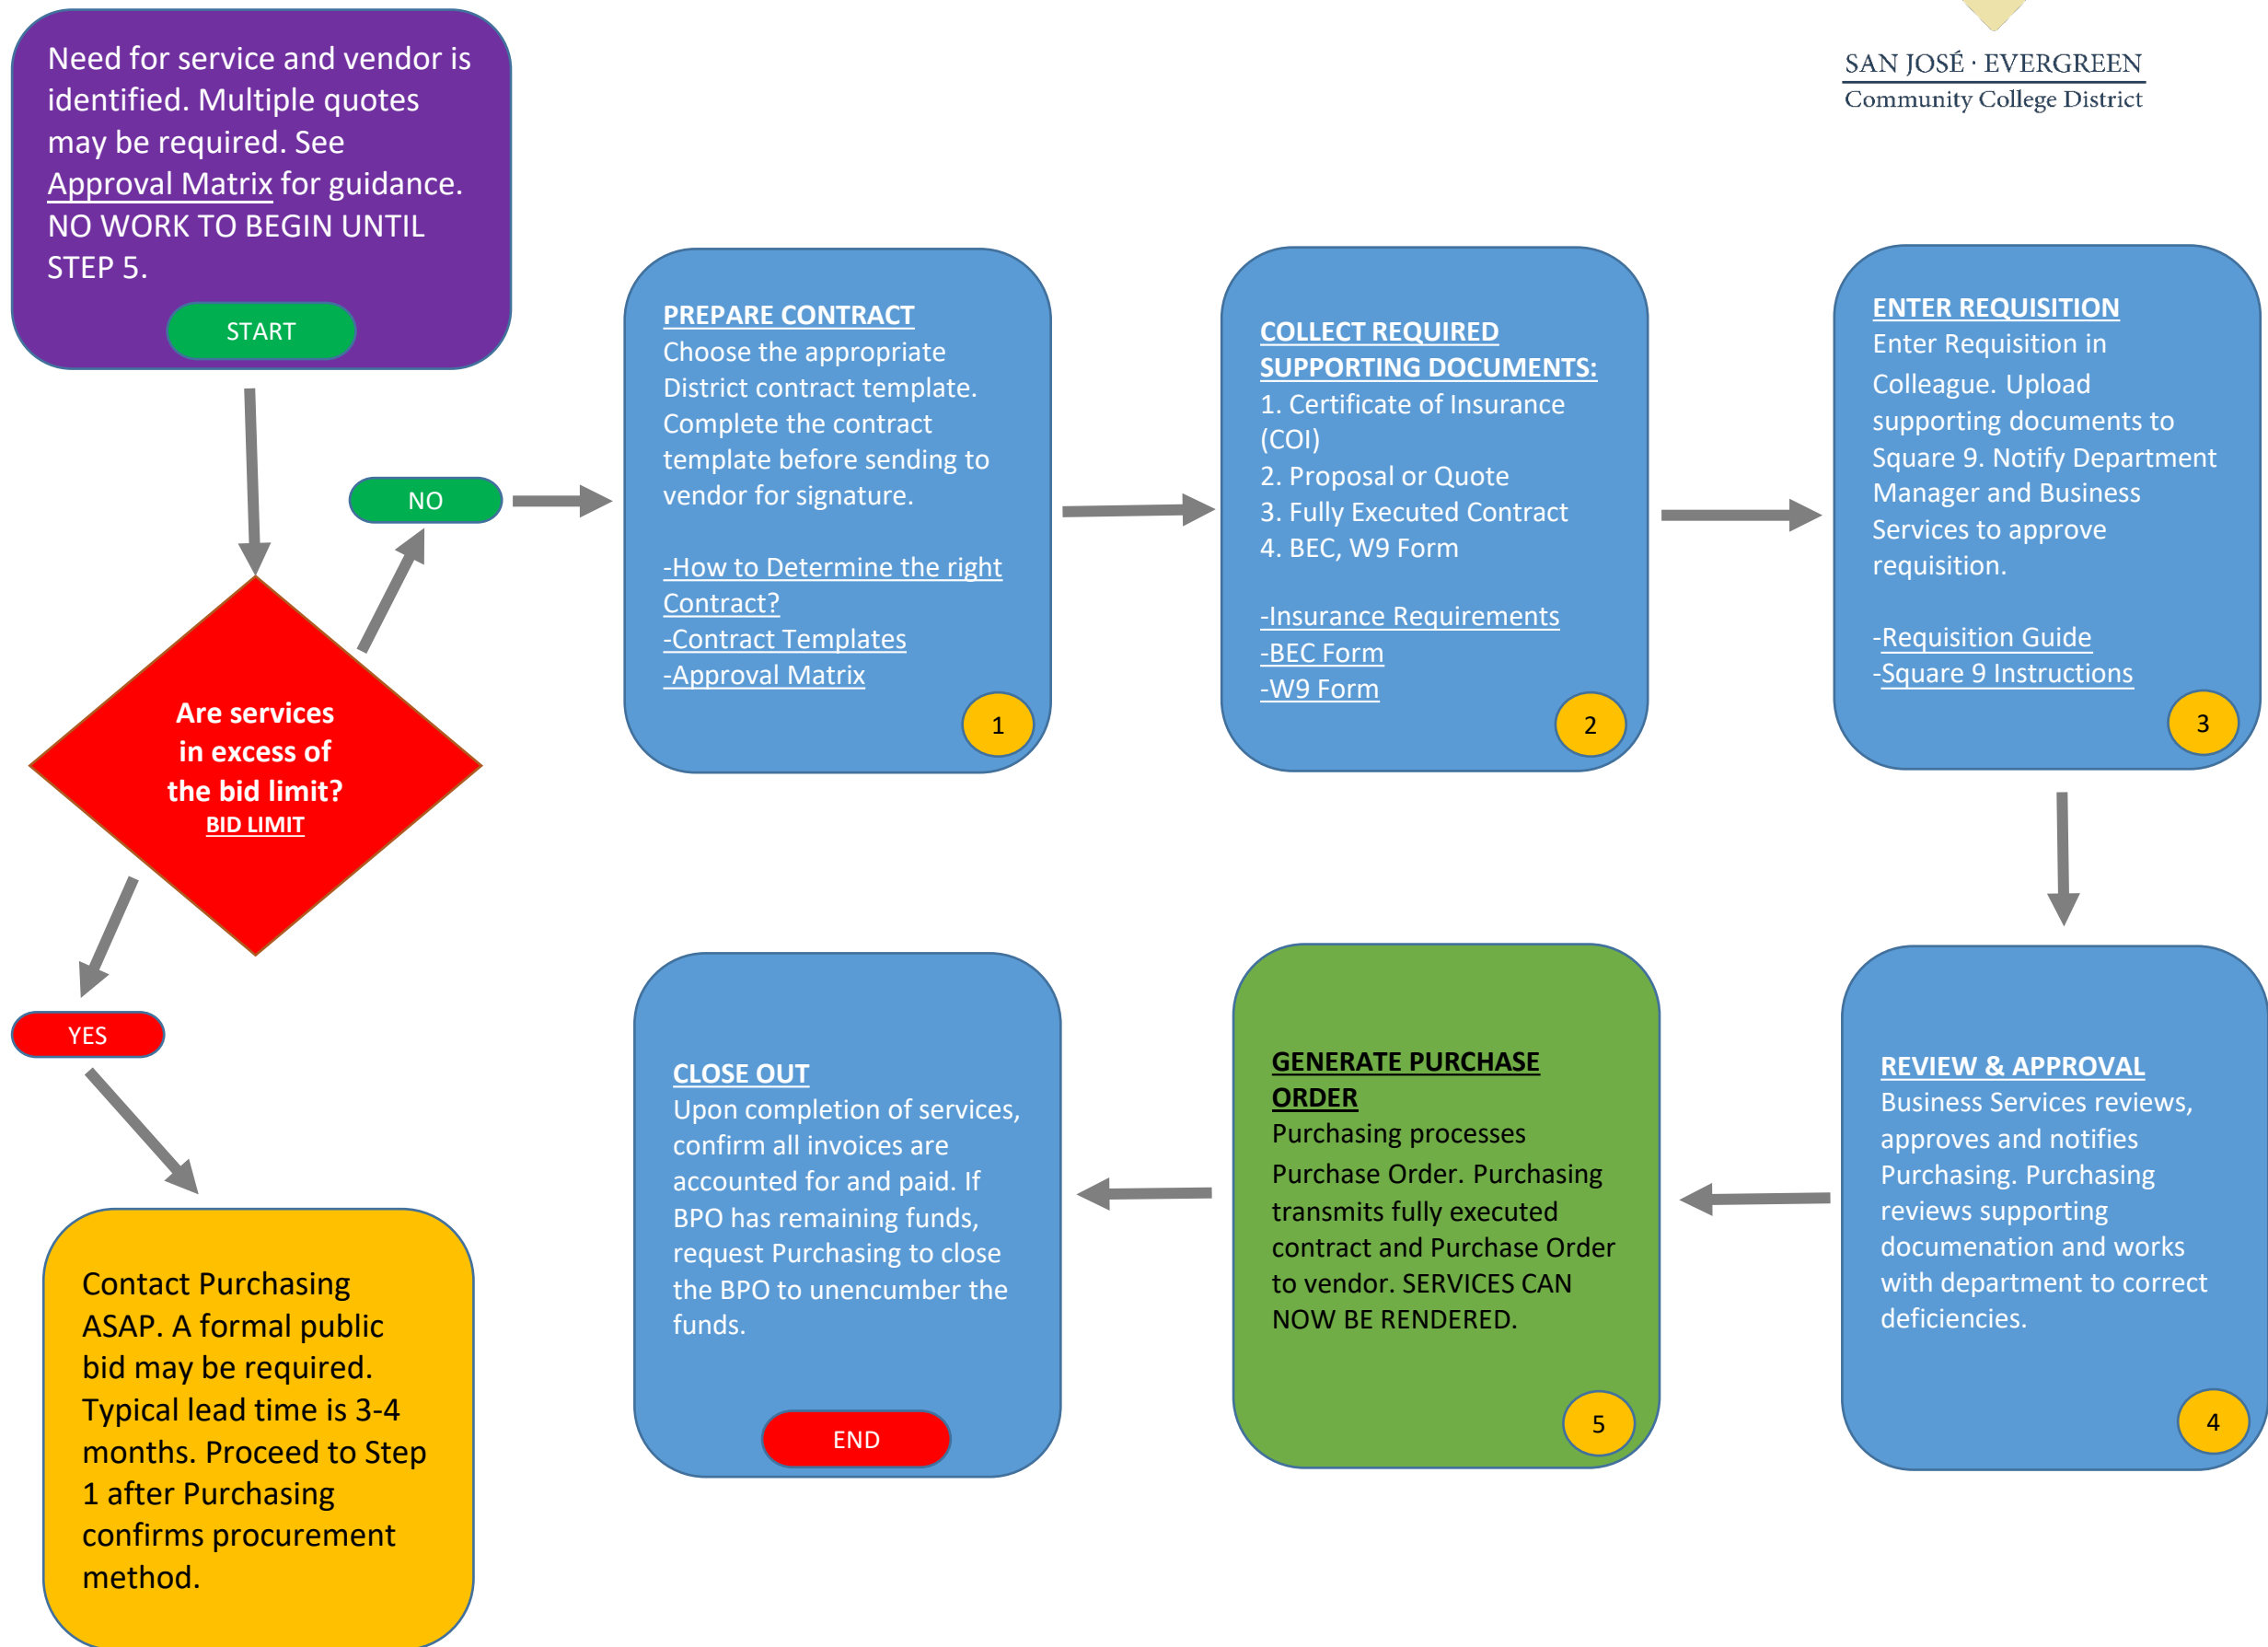 SAN JOSÉ · EVERGREEN
Community College District
Need for service and vendor is
identified. Multiple quotes
may be required. See
Approval Matrix for guidance.
NO WORK TO BEGIN UNTIL
STEP 5.
START
Are services
in excess of
the bid limit?
BID LIMIT
NO
YES
Contact Purchasing
ASAP. A formal public
bid may be required.
Typical lead time is 3-4
months. Proceed to Step
1 after Purchasing
confirms procurement
method.
PREPARE CONTRACT
Choose the appropriate
District contract template.
Complete the contract
template before sending to
vendor for signature.
-How to Determine the right
Contract?
-Contract Templates
-Approval Matrix
1
COLLECT REQUIRED
SUPPORTING DOCUMENTS:
1. Certificate of Insurance
(COI)
2. Proposal or Quote
3. Fully Executed Contract
4. BEC, W9 Form
-Insurance Requirements
-BEC Form
-W9 Form
2
ENTER REQUISITION
Enter Requisition in
Colleague. Upload
supporting documents to
Square 9. Notify Department
Manager and Business
Services to approve
requisition.
-Requisition Guide
-Square 9 Instructions
3
REVIEW & APPROVAL
Business Services reviews,
approves and notifies
Purchasing. Purchasing
reviews supporting
documenation and works
with department to correct
deficiencies.
4
GENERATE PURCHASE
ORDER
Purchasing processes
Purchase Order. Purchasing
transmits fully executed
contract and Purchase Order
to vendor. SERVICES CAN
NOW BE RENDERED.
5
CLOSE OUT
Upon completion of services,
confirm all invoices are
accounted for and paid. If
BPO has remaining funds,
request Purchasing to close
the BPO to unencumber the
funds.
END